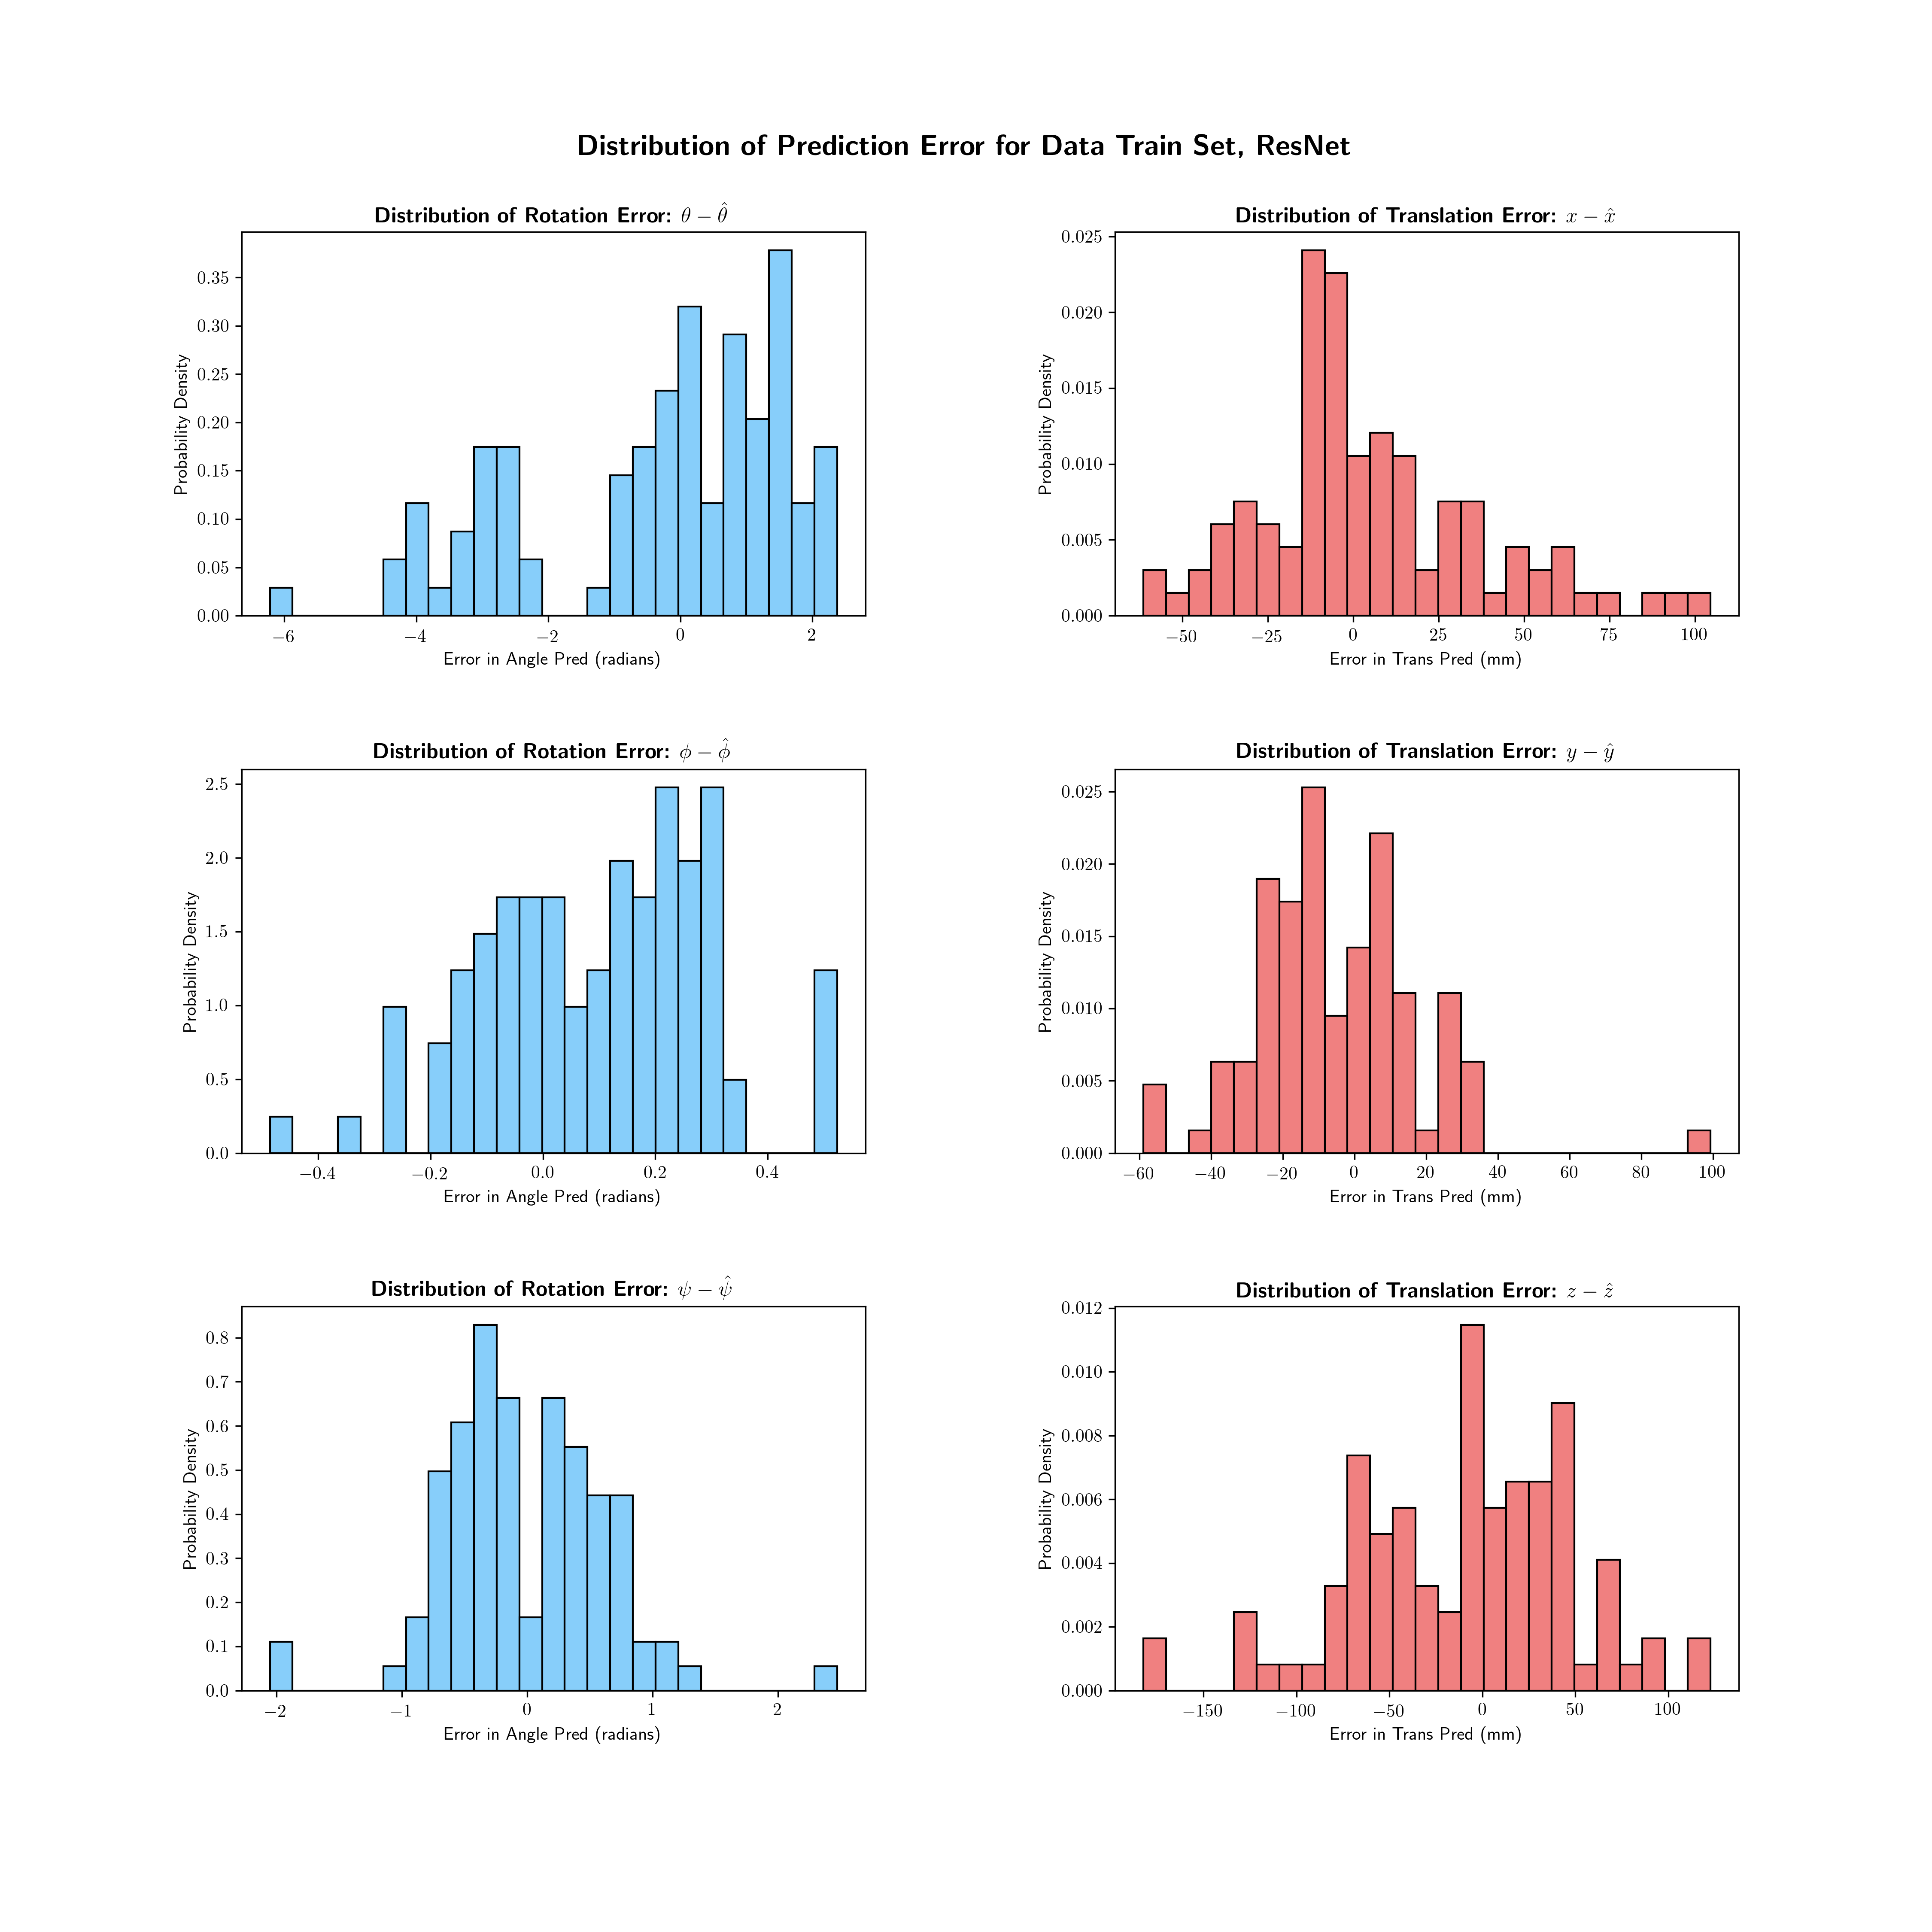 Distribution of Prediction Error for Data Train Set, ResNet
Distribution of Rotation Error: θ − θ̂
0.35
0.30
0.25
0.20
0.15
0.10
0.05
0.00
Probability Density
−6 −4 −2 0 2
Error in Angle Pred (radians)
Distribution of Translation Error: x − x̂
0.025
0.020
0.015
0.010
0.005
0.000
Probability Density
−50 −25 0 25 50 75 100
Error in Trans Pred (mm)
Distribution of Rotation Error: ϕ − ϕ̂
2.5
2.0
1.5
1.0
0.5
0.0
Probability Density
−0.4 −0.2 0.0 0.2 0.4
Error in Angle Pred (radians)
Distribution of Translation Error: y − ŷ
0.025
0.020
0.015
0.010
0.005
0.000
Probability Density
−60 −40 −20 0 20 40 60 80 100
Error in Trans Pred (mm)
Distribution of Rotation Error: ψ − ψ̂
0.8
0.7
0.6
0.5
0.4
0.3
0.2
0.1
0.0
Probability Density
−2 −1 0 1 2
Error in Angle Pred (radians)
Distribution of Translation Error: z − ẑ
0.012
0.010
0.008
0.006
0.004
0.002
0.000
Probability Density
−150 −100 −50 0 50 100
Error in Trans Pred (mm)